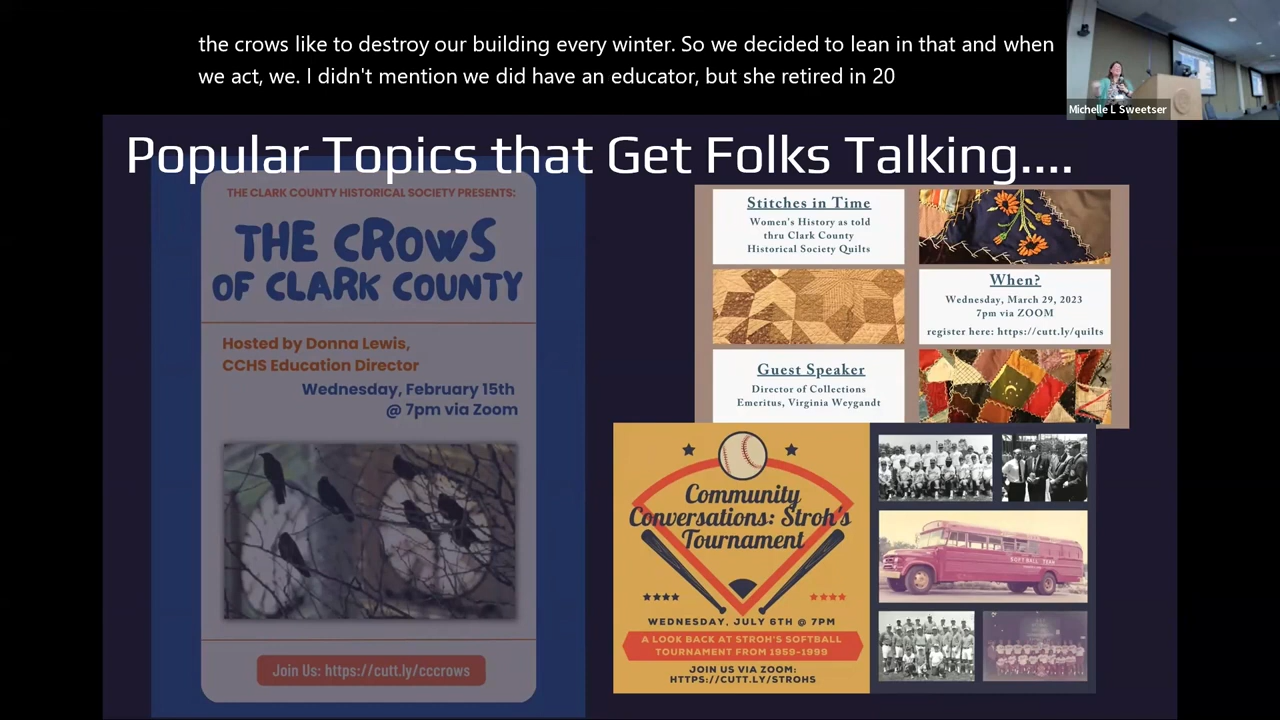 the crows like to destroy our building every winter. So we decided to lean in that and when
we act, we. I didn't mention we did have an educator, but she retired in 20
Michelle L Sweetser
Popular Topics that Get Folks Talking....
THE CLARK COUNTY HISTORICAL SOCIETY PRESENTS:
THE CROWS
OF CLARK COUNTY
Hosted by Donna Lewis,
CCHS Education Director
Wednesday, February 15th
@ 7pm via Zoom
Join Us: https://cutt.ly/cccrows
Stitches in Time
Women's History as told
thru Clark County
Historical Society Quilts
When?
Wednesday, March 29, 2023
7pm via ZOOM
register here: https://cutt.ly/quilts
Guest Speaker
Director of Collections
Emeritus, Virginia Weygandt
Community
Conversations: Stroh's
Tournament
WEDNESDAY, JULY 6TH @ 7PM
A LOOK BACK AT STROH'S SOFTBALL
TOURNAMENT FROM 1959-1999
JOIN US VIA ZOOM:
HTTPS://CUTT.LY/STROHS
SOFTBALL TEAM